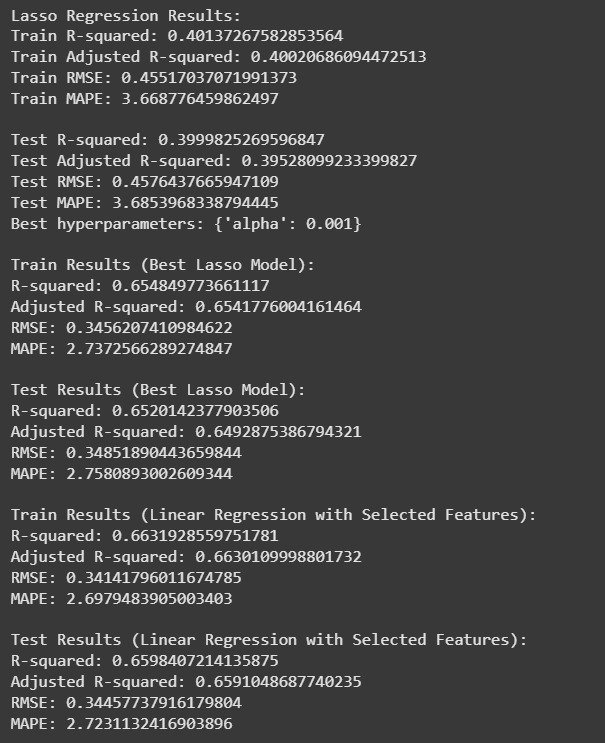 Lasso Regression Results:
Train R-squared: 0.40137267582853564
Train Adjusted R-squared: 0.40020686094472513
Train RMSE: 0.45517037071991373
Train MAPE: 3.668776459862497
Test R-squared: 0.3999825269596847
Test Adjusted R-squared: 0.39528099233399827
Test RMSE: 0.4576437665947109
Test MAPE: 3.6853968338794445
Best hyperparameters: {'alpha': 0.001}
Train Results (Best Lasso Model):
R-squared: 0.654849773661117
Adjusted R-squared: 0.6541776004161464
RMSE: 0.3456207410984622
MAPE: 2.7372566289274847
Test Results (Best Lasso Model):
R-squared: 0.6520142377903506
Adjusted R-squared: 0.6492875386794321
RMSE: 0.34851890443659844
MAPE: 2.7580893002609344
Train Results (Linear Regression with Selected Features):
R-squared: 0.6631928559751781
Adjusted R-squared: 0.6630109998801732
RMSE: 0.34141796011674785
MAPE: 2.6979483905003403
Test Results (Linear Regression with Selected Features):
R-squared: 0.6598407214135875
Adjusted R-squared: 0.6591048687740235
RMSE: 0.34457737916179804
MAPE: 2.7231132416903896